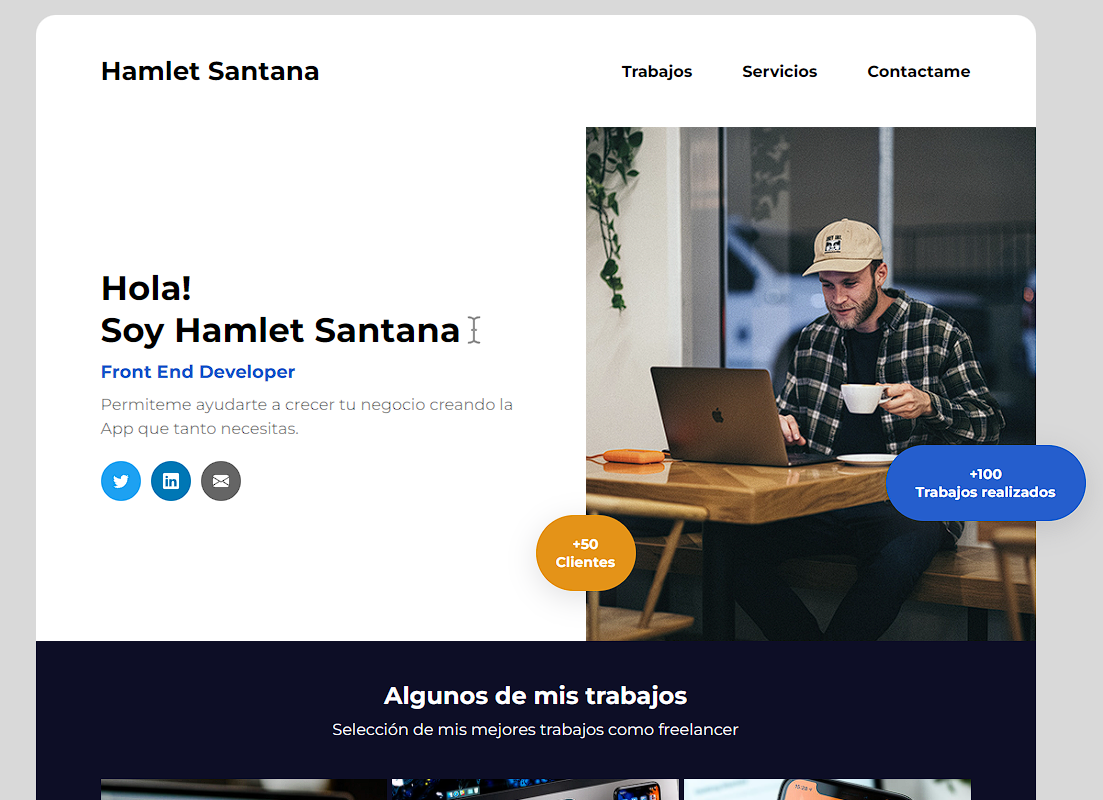 Hamlet Santana
Trabajos
Servicios
Contactame
Hola!
Soy Hamlet Santana
Front End Developer
Permiteme ayudarte a crecer tu negocio creando la
App que tanto necesitas.
in
+100
Trabajos realizados
+50
Clientes
Algunos de mis trabajos
Selección de mis mejores trabajos como freelancer